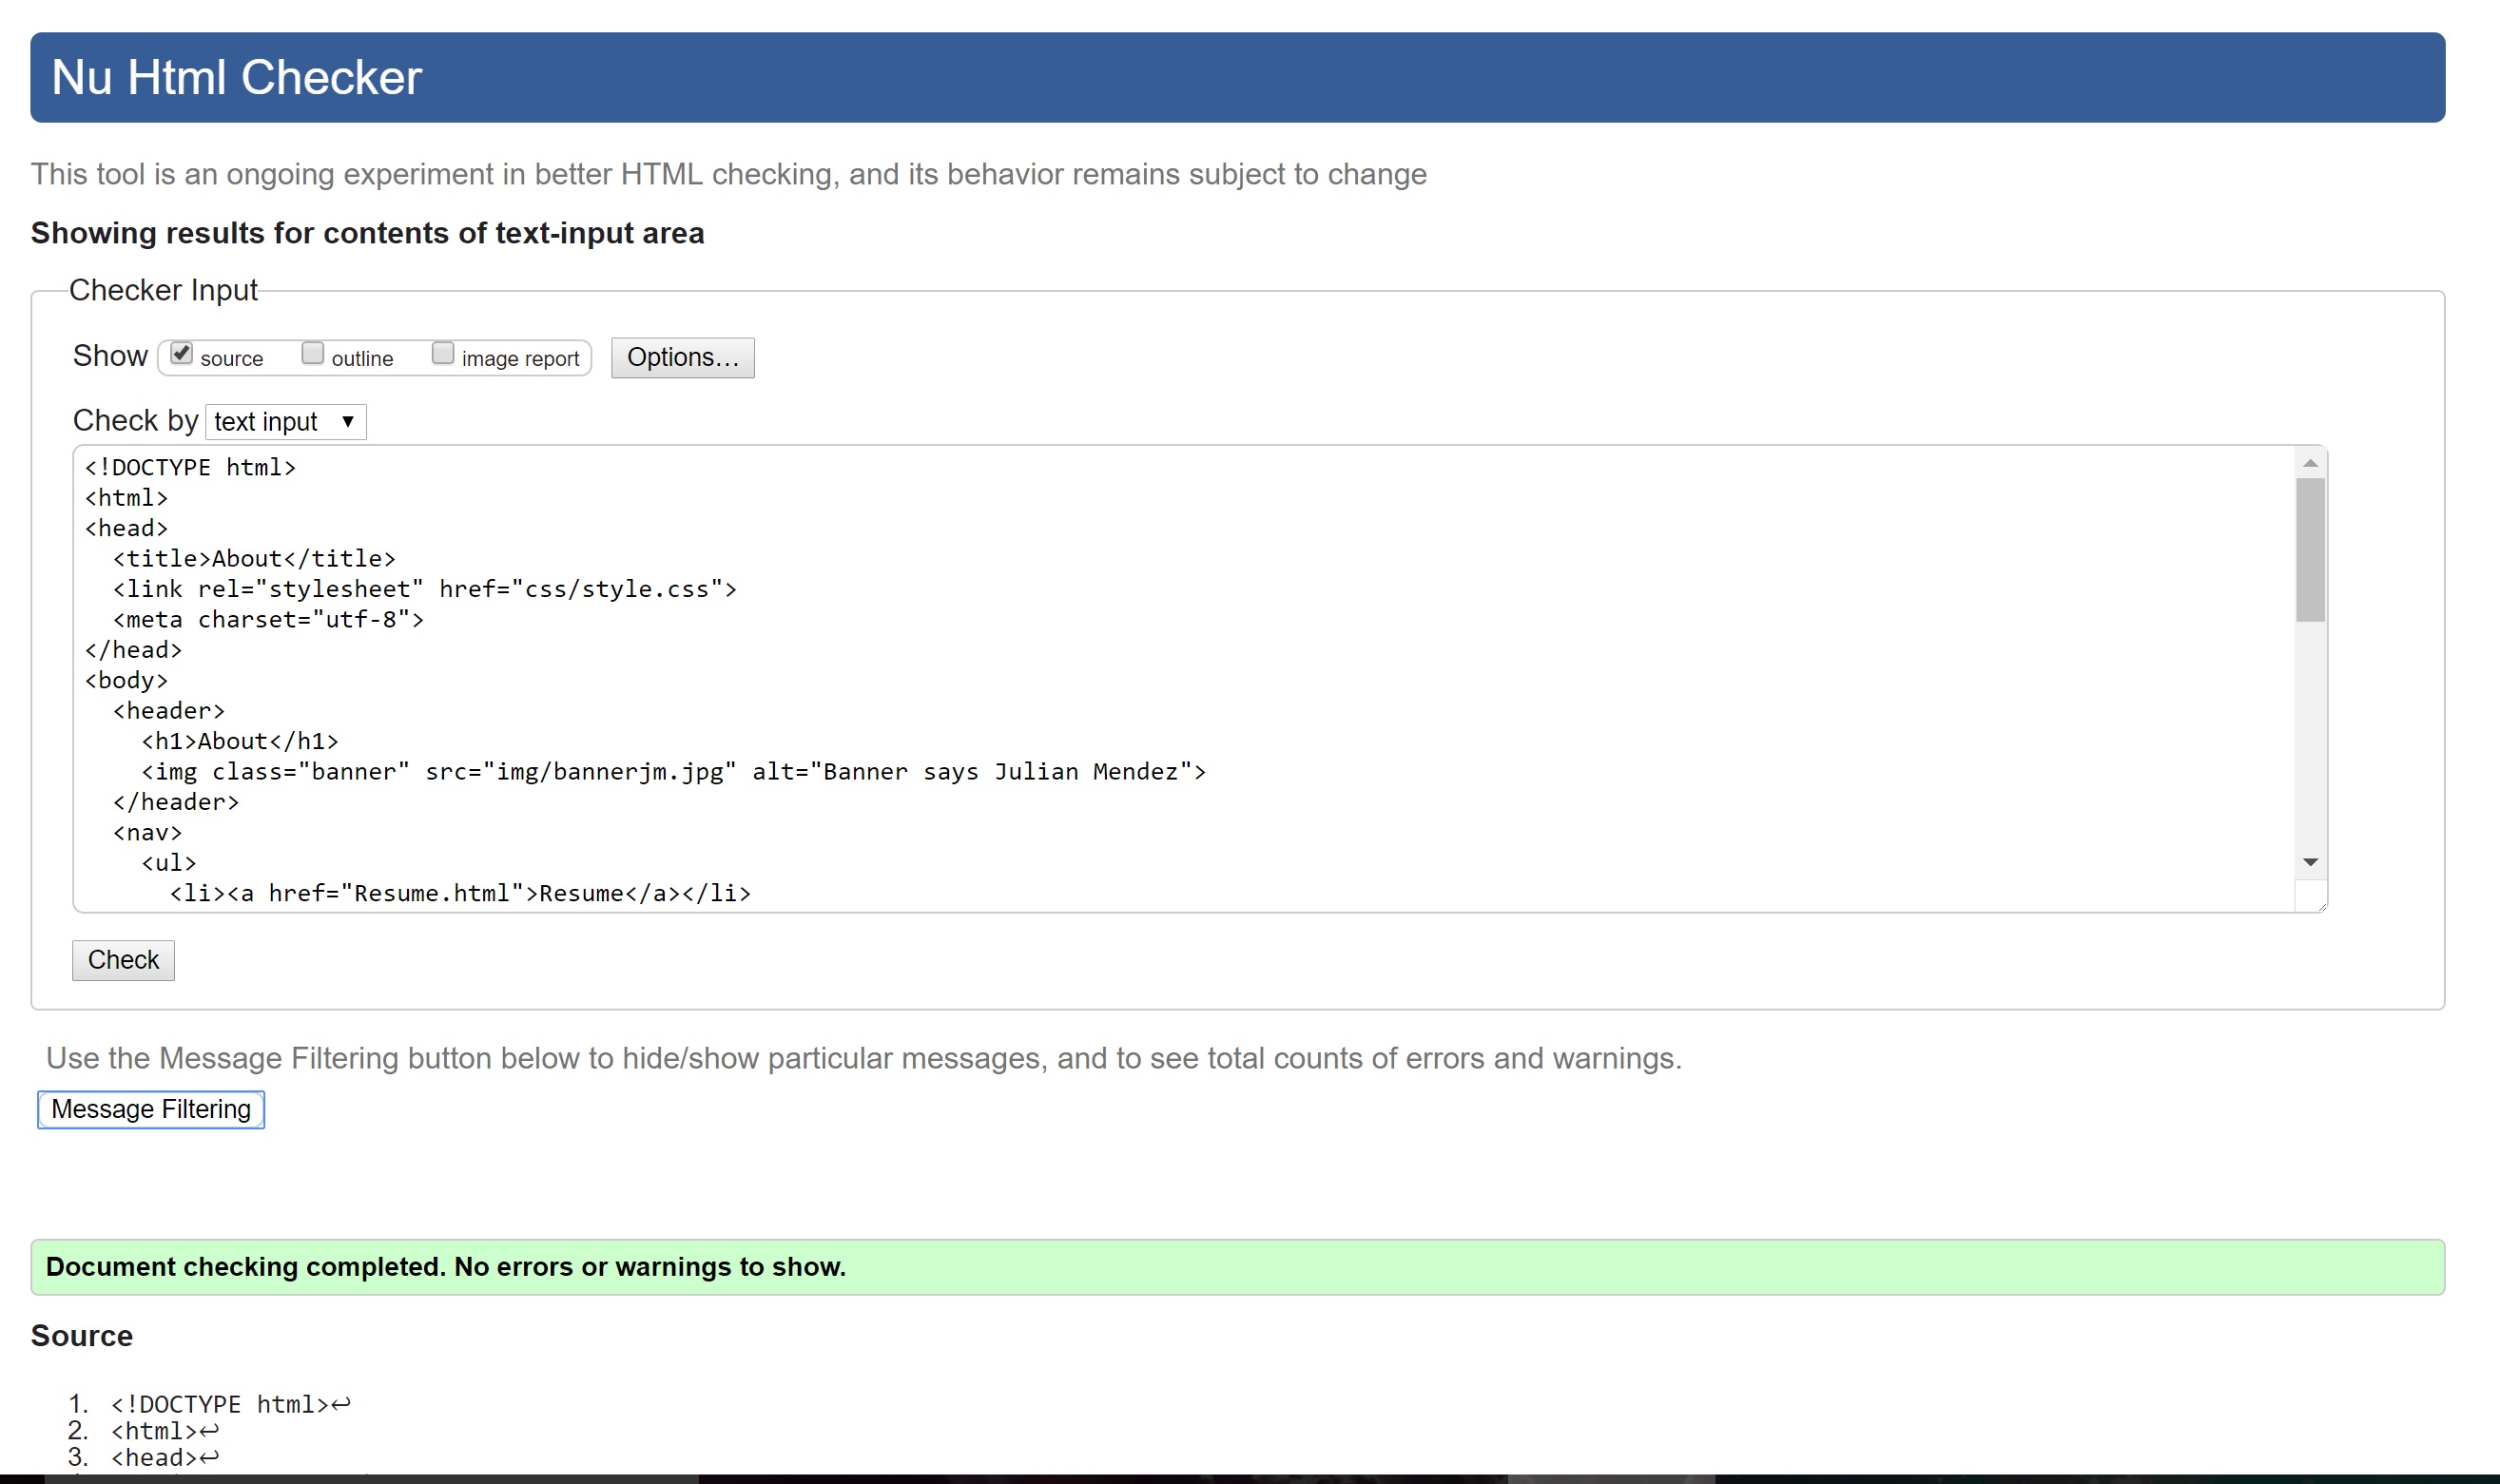 Nu Html Checker
This tool is an ongoing experiment in better HTML checking, and its behavior remains subject to change
Showing results for contents of text-input area
Checker Input
Show source outline image report Options...
Check by text input
<!DOCTYPE html>
<html>
<head>
  <title>About</title>
  <link rel="stylesheet" href="css/style.css">
  <meta charset="utf-8">
</head>
<body>
  <header>
    <h1>About</h1>
    <img class="banner" src="img/bannerjm.jpg" alt="Banner says Julian Mendez">
  </header>
  <nav>
    <ul>
      <li><a href="Resume.html">Resume</a></li>
Check
Use the Message Filtering button below to hide/show particular messages, and to see total counts of errors and warnings.
Message Filtering
Document checking completed. No errors or warnings to show.
Source
1. <!DOCTYPE html>↩
2. <html>↩
3. <head>↩